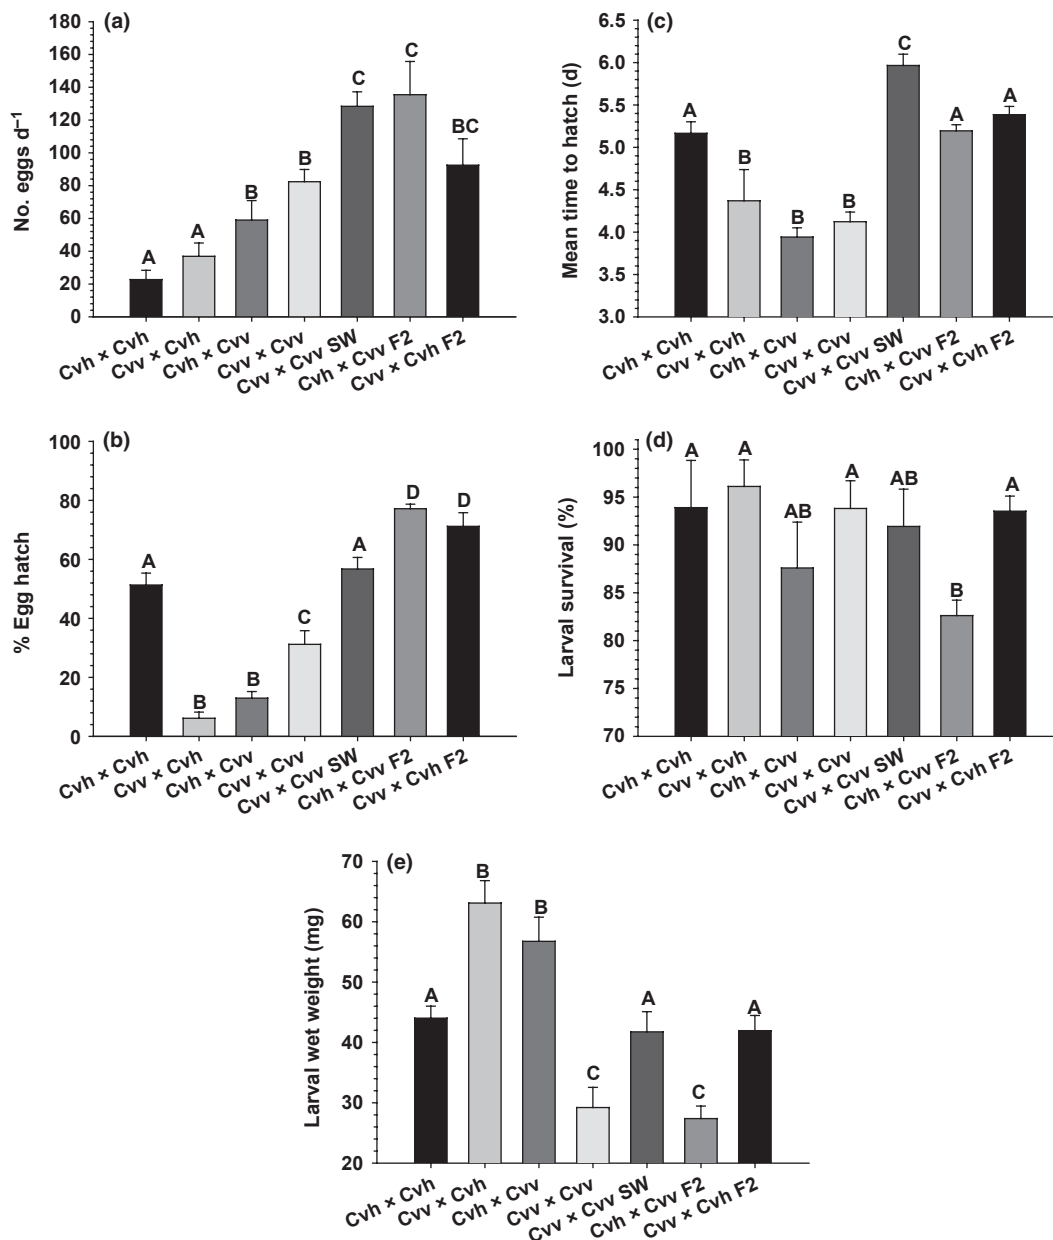 (a)
No. eggs d⁻¹
180
160
140
120
100
80
60
40
20
0
A
A
B
B
C
C
BC
Cvh × Cvh
Cvv × Cvh
Cvh × Cvv
Cvv × Cvv
Cvv × Cvv SW
Cvh × Cvv F2
Cvv × Cvh F2
(c)
Mean time to hatch (d)
6.5
6.0
5.5
5.0
4.5
4.0
3.5
3.0
A
B
B
B
C
A
A
Cvh × Cvh
Cvv × Cvh
Cvh × Cvv
Cvv × Cvv
Cvv × Cvv SW
Cvh × Cvv F2
Cvv × Cvh F2
(b)
% Egg hatch
100
80
60
40
20
0
A
B
B
C
A
D
D
Cvh × Cvh
Cvv × Cvh
Cvh × Cvv
Cvv × Cvv
Cvv × Cvv SW
Cvh × Cvv F2
Cvv × Cvh F2
(d)
Larval survival (%)
100
95
90
85
80
75
70
A
A
AB
A
AB
B
A
Cvh × Cvh
Cvv × Cvh
Cvh × Cvv
Cvv × Cvv
Cvv × Cvv SW
Cvh × Cvv F2
Cvv × Cvh F2
(e)
Larval wet weight (mg)
70
60
50
40
30
20
A
B
B
C
A
C
A
Cvh × Cvh
Cvv × Cvh
Cvh × Cvv
Cvv × Cvv
Cvv × Cvv SW
Cvh × Cvv F2
Cvv × Cvh F2